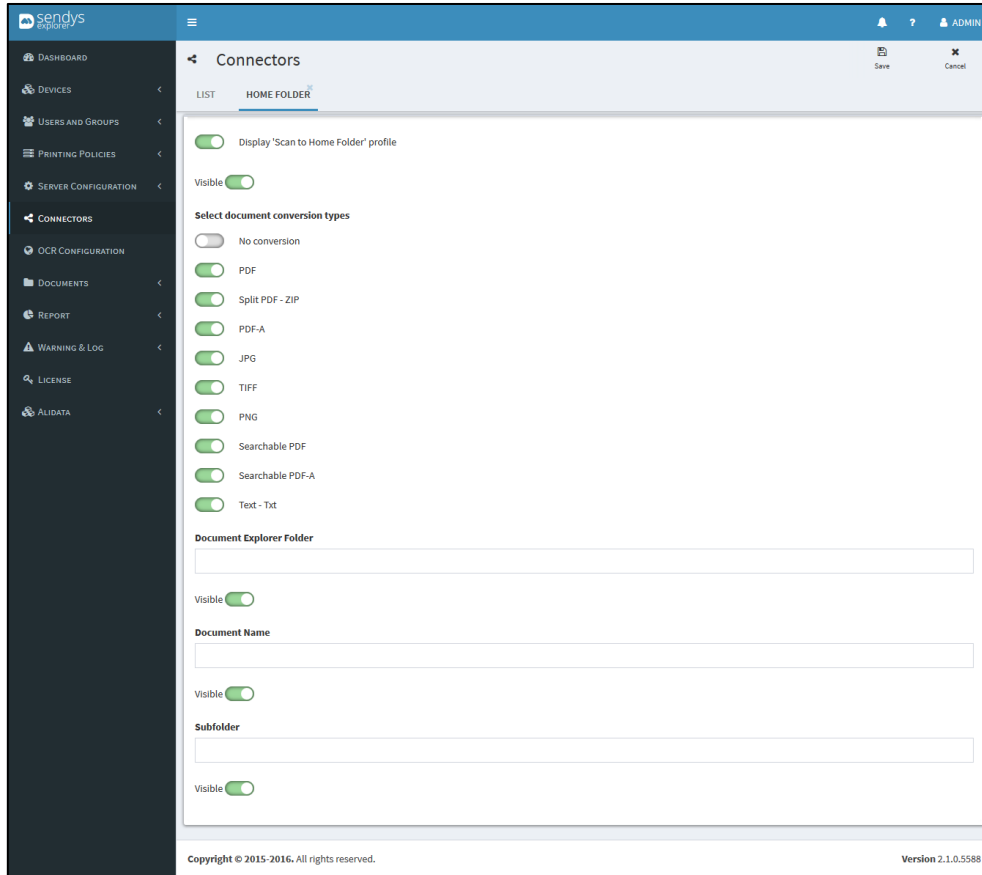 sendys
explorer
ADMIN
DASHBOARD
DEVICES
USERS AND GROUPS
PRINTING POLICIES
SERVER CONFIGURATION
CONNECTORS
OCR CONFIGURATION
DOCUMENTS
REPORT
WARNING & LOG
LICENSE
ALIDATA
Connectors
Save
Cancel
LIST
HOME FOLDER
Display 'Scan to Home Folder' profile
Visible
Select document conversion types
No conversion
PDF
Split PDF - ZIP
PDF-A
JPG
TIFF
PNG
Searchable PDF
Searchable PDF-A
Text - Txt
Document Explorer Folder
Visible
Document Name
Visible
Subfolder
Visible
Copyright © 2015-2016. All rights reserved.
Version 2.1.0.5588